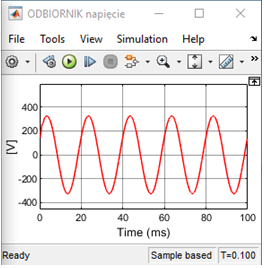 ODBIORNIK napięcie
File Tools View Simulation Help
[V]
400
200
0
-200
-400
0 20 40 60 80 100
Time (ms)
Ready Sample based T=0.100